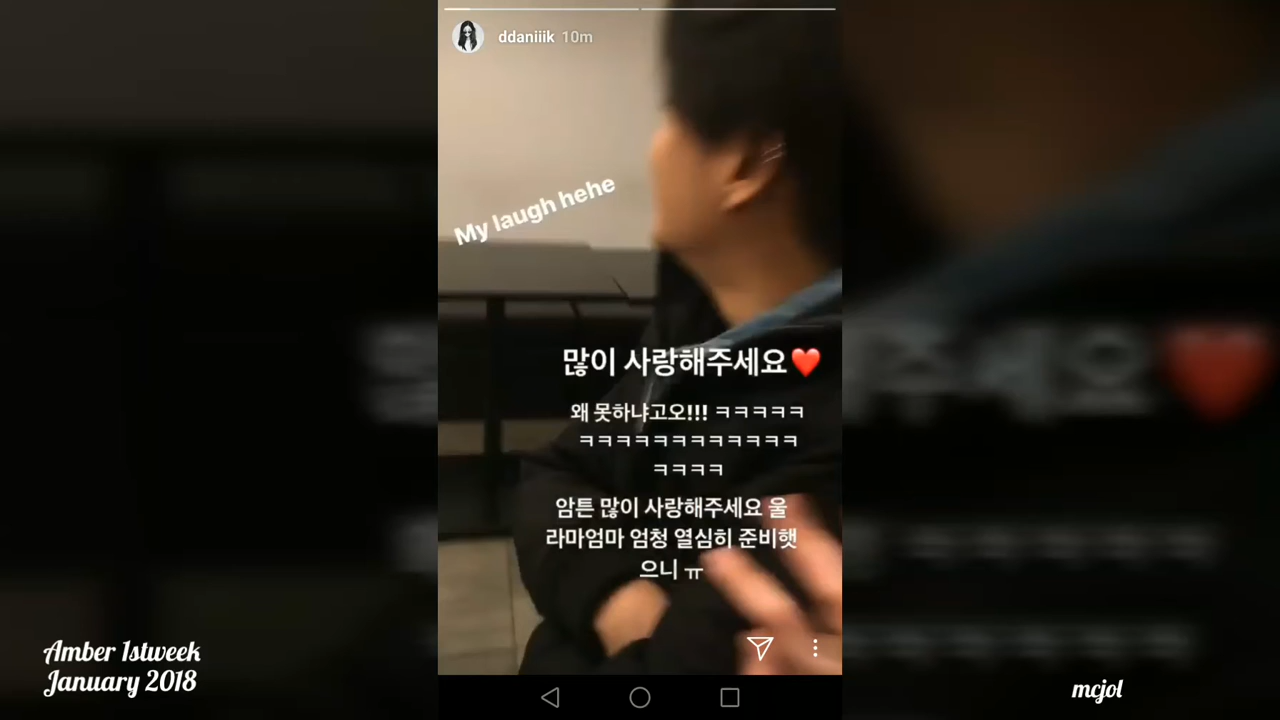 ddaniiik 10m
My laugh hehe
많이 사랑해주세요❤️
왜 못하냐고오!!! ㅋㅋㅋㅋㅋ
ㅋㅋㅋㅋㅋㅋㅋㅋㅋㅋㅋㅋ
ㅋㅋㅋㅋ
암튼 많이 사랑해주세요 울
라마엄마 엄청 열심히 준비햇
으니 ㅠ
Amber 1stweek
January 2018
mcjol